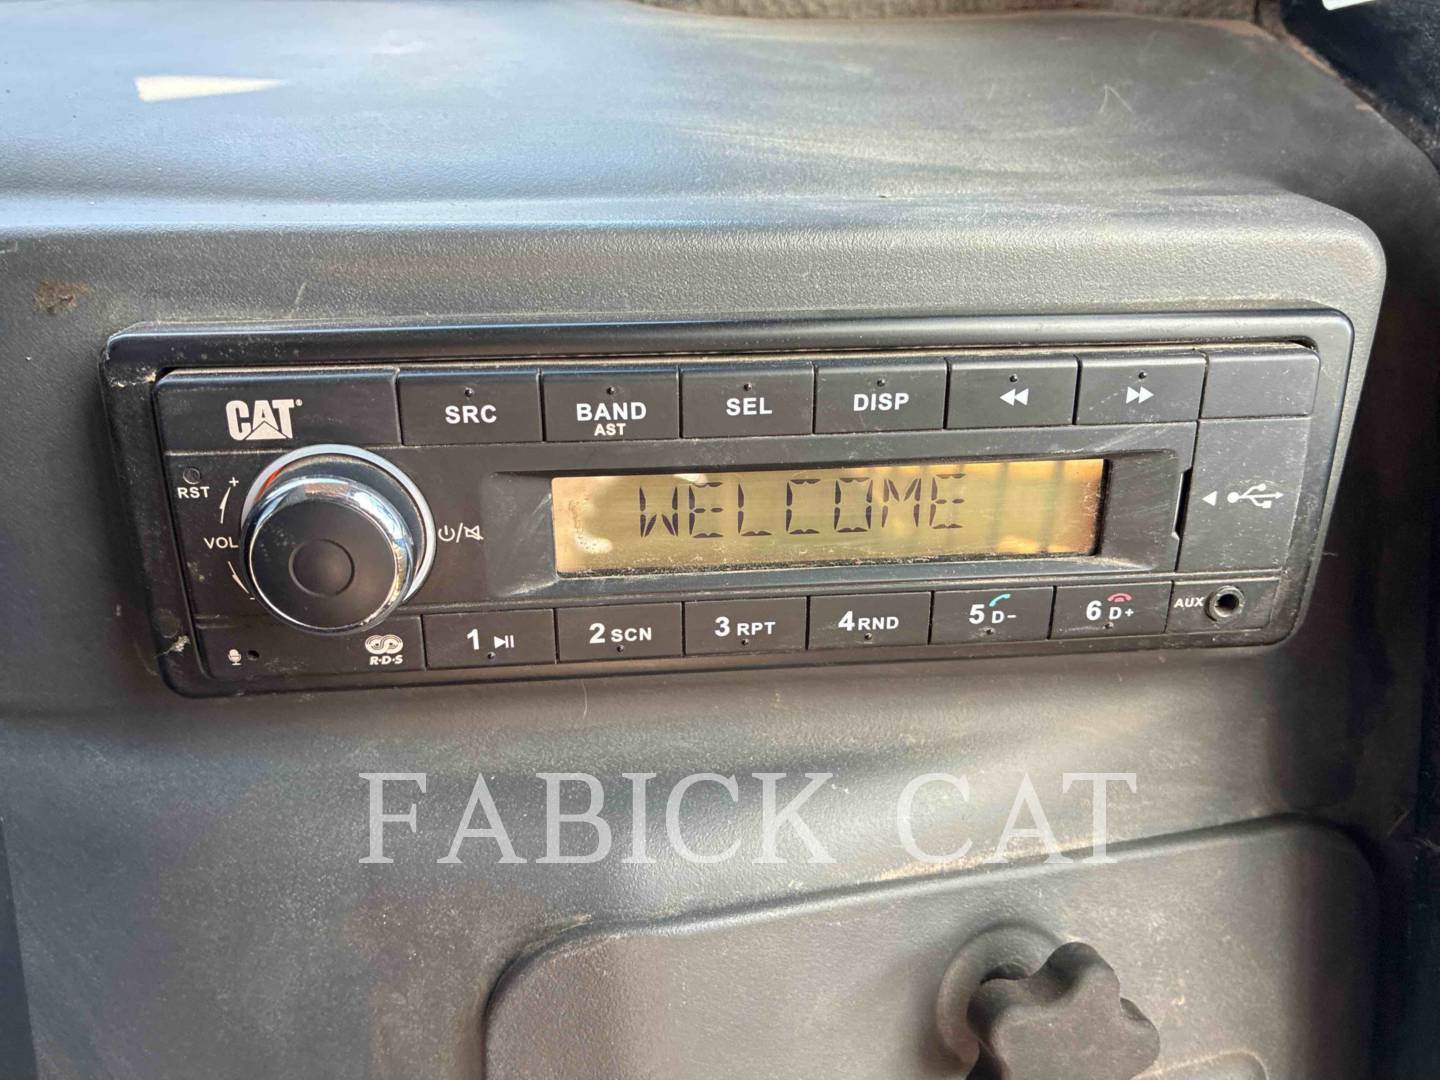 CAT®
SRC
BAND
AST
SEL
DISP
RST
+
VOL
-
WELCOME
R·D·S
1
2 SCN
3 RPT
4 RND
5 D-
6 D+
AUX
FABICK CAT